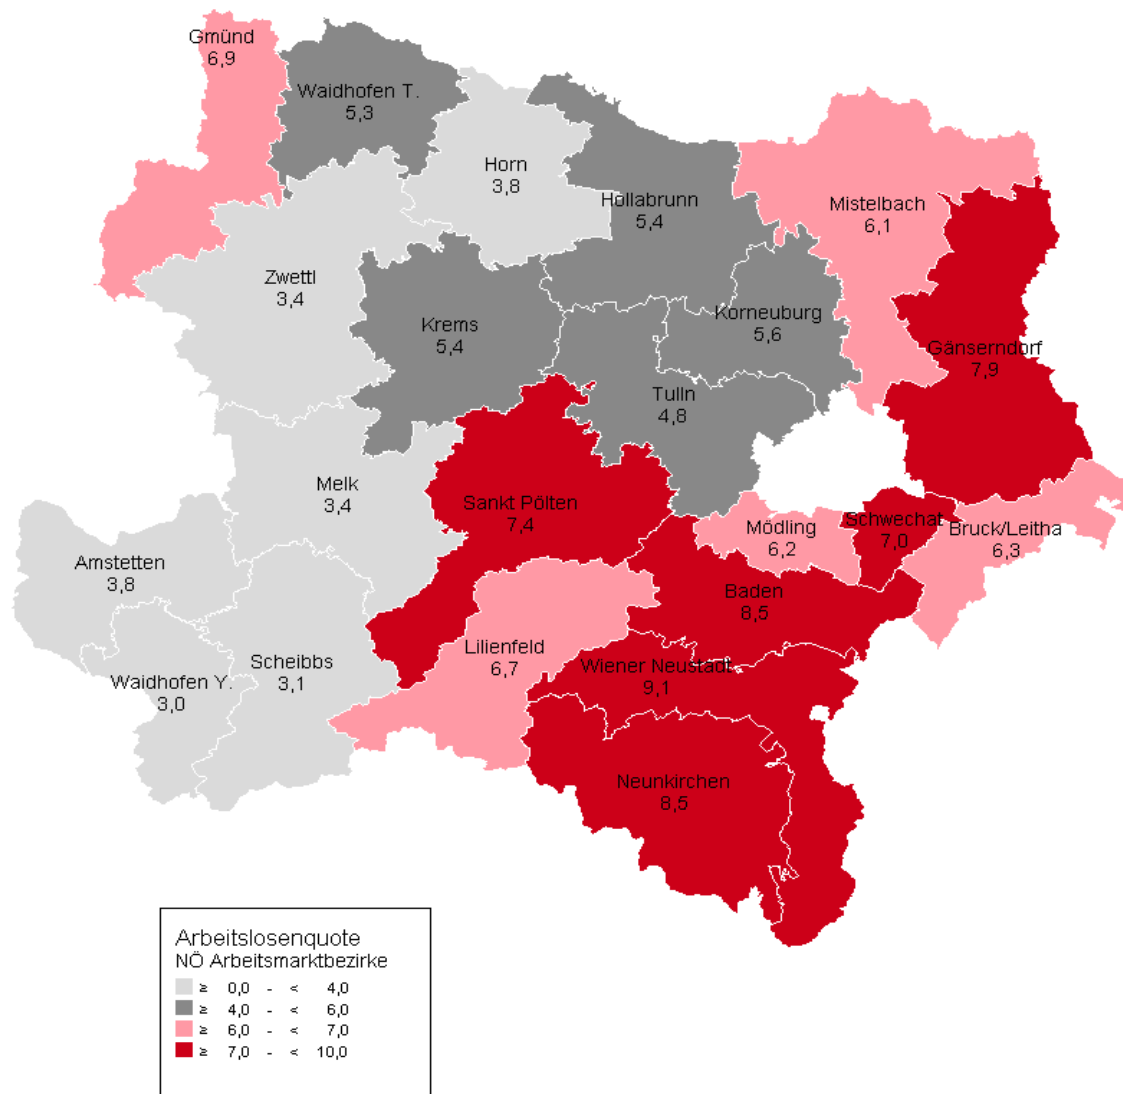 Gmünd
6,9
Waidhofen T.
5,3
Horn
3,8
Hollabrunn
5,4
Mistelbach
6,1
Zwettl
3,4
Krems
5,4
Korneuburg
5,6
Gänserndorf
7,9
Tulln
4,8
Melk
3,4
Sankt Pölten
7,4
Mödling
6,2
Schwechat
7,0
Bruck/Leitha
6,3
Amstetten
3,8
Baden
8,5
Lilienfeld
6,7
Scheibbs
3,1
Wiener Neustadt
9,1
Waidhofen Y.
3,0
Neunkirchen
8,5
Arbeitslosenquote
NÖ Arbeitsmarktbezirke
≥ 0,0 - < 4,0
≥ 4,0 - < 6,0
≥ 6,0 - < 7,0
≥ 7,0 - < 10,0